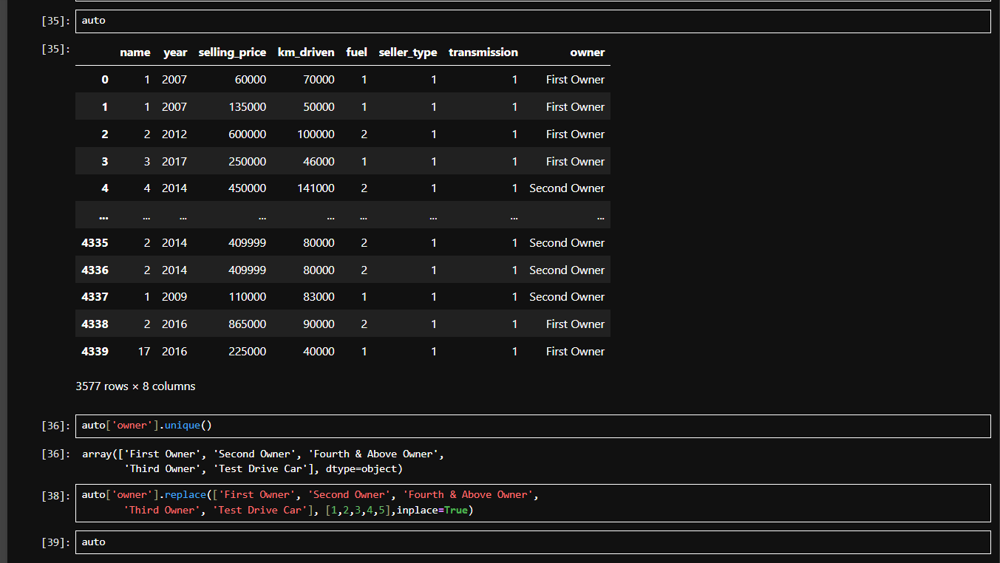 [35]: auto
[35]:
name year selling_price km_driven fuel seller_type transmission owner
0 1 2007 60000 70000 1 1 1 First Owner
1 1 2007 135000 50000 1 1 1 First Owner
2 2 2012 600000 100000 2 1 1 First Owner
3 3 2017 250000 46000 1 1 1 First Owner
4 4 2014 450000 141000 2 1 1 Second Owner
... ... ... ... ... ... ... ... ...
4335 2 2014 409999 80000 2 1 1 Second Owner
4336 2 2014 409999 80000 2 1 1 Second Owner
4337 1 2009 110000 83000 1 1 1 Second Owner
4338 2 2016 865000 90000 2 1 1 First Owner
4339 17 2016 225000 40000 1 1 1 First Owner
3577 rows × 8 columns
[36]: auto['owner'].unique()
[36]: array(['First Owner', 'Second Owner', 'Fourth & Above Owner',
'Third Owner', 'Test Drive Car'], dtype=object)
[38]: auto['owner'].replace(['First Owner', 'Second Owner', 'Fourth & Above Owner',
'Third Owner', 'Test Drive Car'], [1,2,3,4,5],inplace=True)
[39]: auto